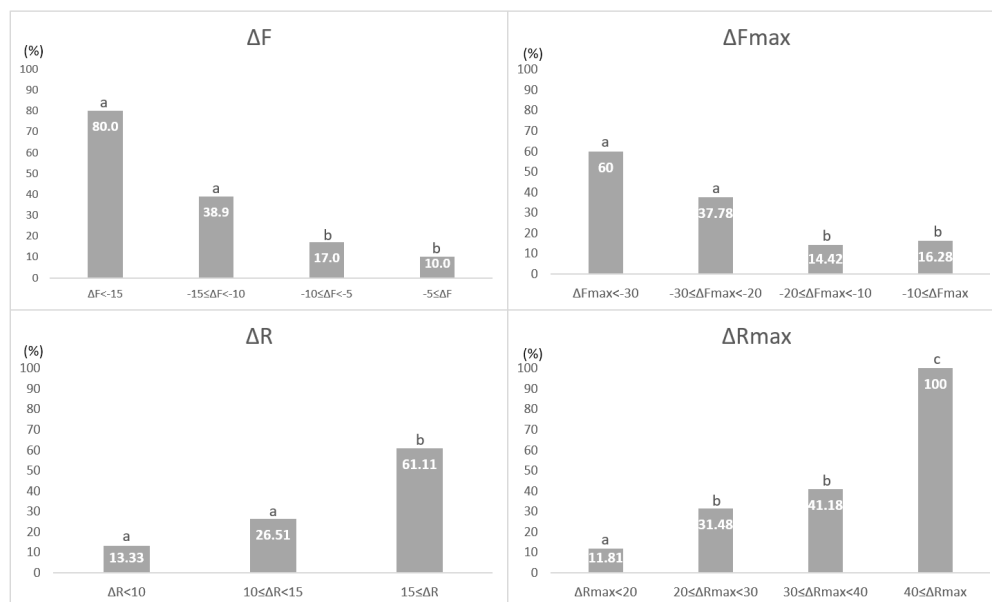 ΔF
(%)
100
90
80
70
60
50
40
30
20
10
0
a
80.0
a
38.9
b
17.0
b
10.0
ΔF<-15
-15≤ΔF<-10
-10≤ΔF<-5
-5≤ΔF
ΔFmax
(%)
100
90
80
70
60
50
40
30
20
10
0
a
60
a
37.78
b
14.42
b
16.28
ΔFmax<-30
-30≤ΔFmax<-20
-20≤ΔFmax<-10
-10≤ΔFmax
ΔR
(%)
100
90
80
70
60
50
40
30
20
10
0
a
13.33
a
26.51
b
61.11
ΔR<10
10≤ΔR<15
15≤ΔR
ΔRmax
(%)
100
90
80
70
60
50
40
30
20
10
0
a
11.81
b
31.48
b
41.18
c
100
ΔRmax<20
20≤ΔRmax<30
30≤ΔRmax<40
40≤ΔRmax